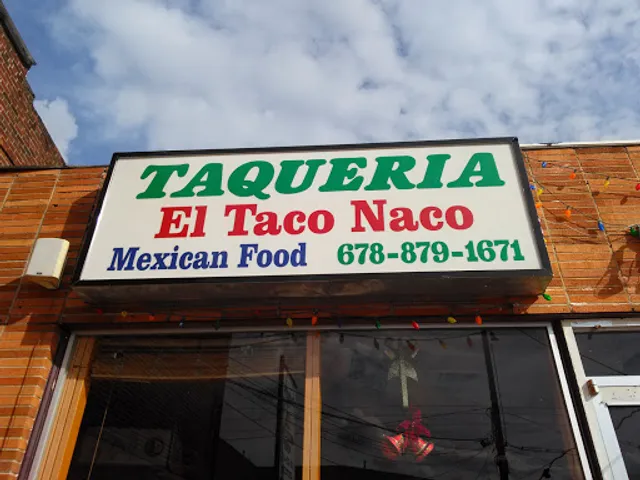 TAQUERIA
El Taco Naco
Mexican Food 678-879-1671